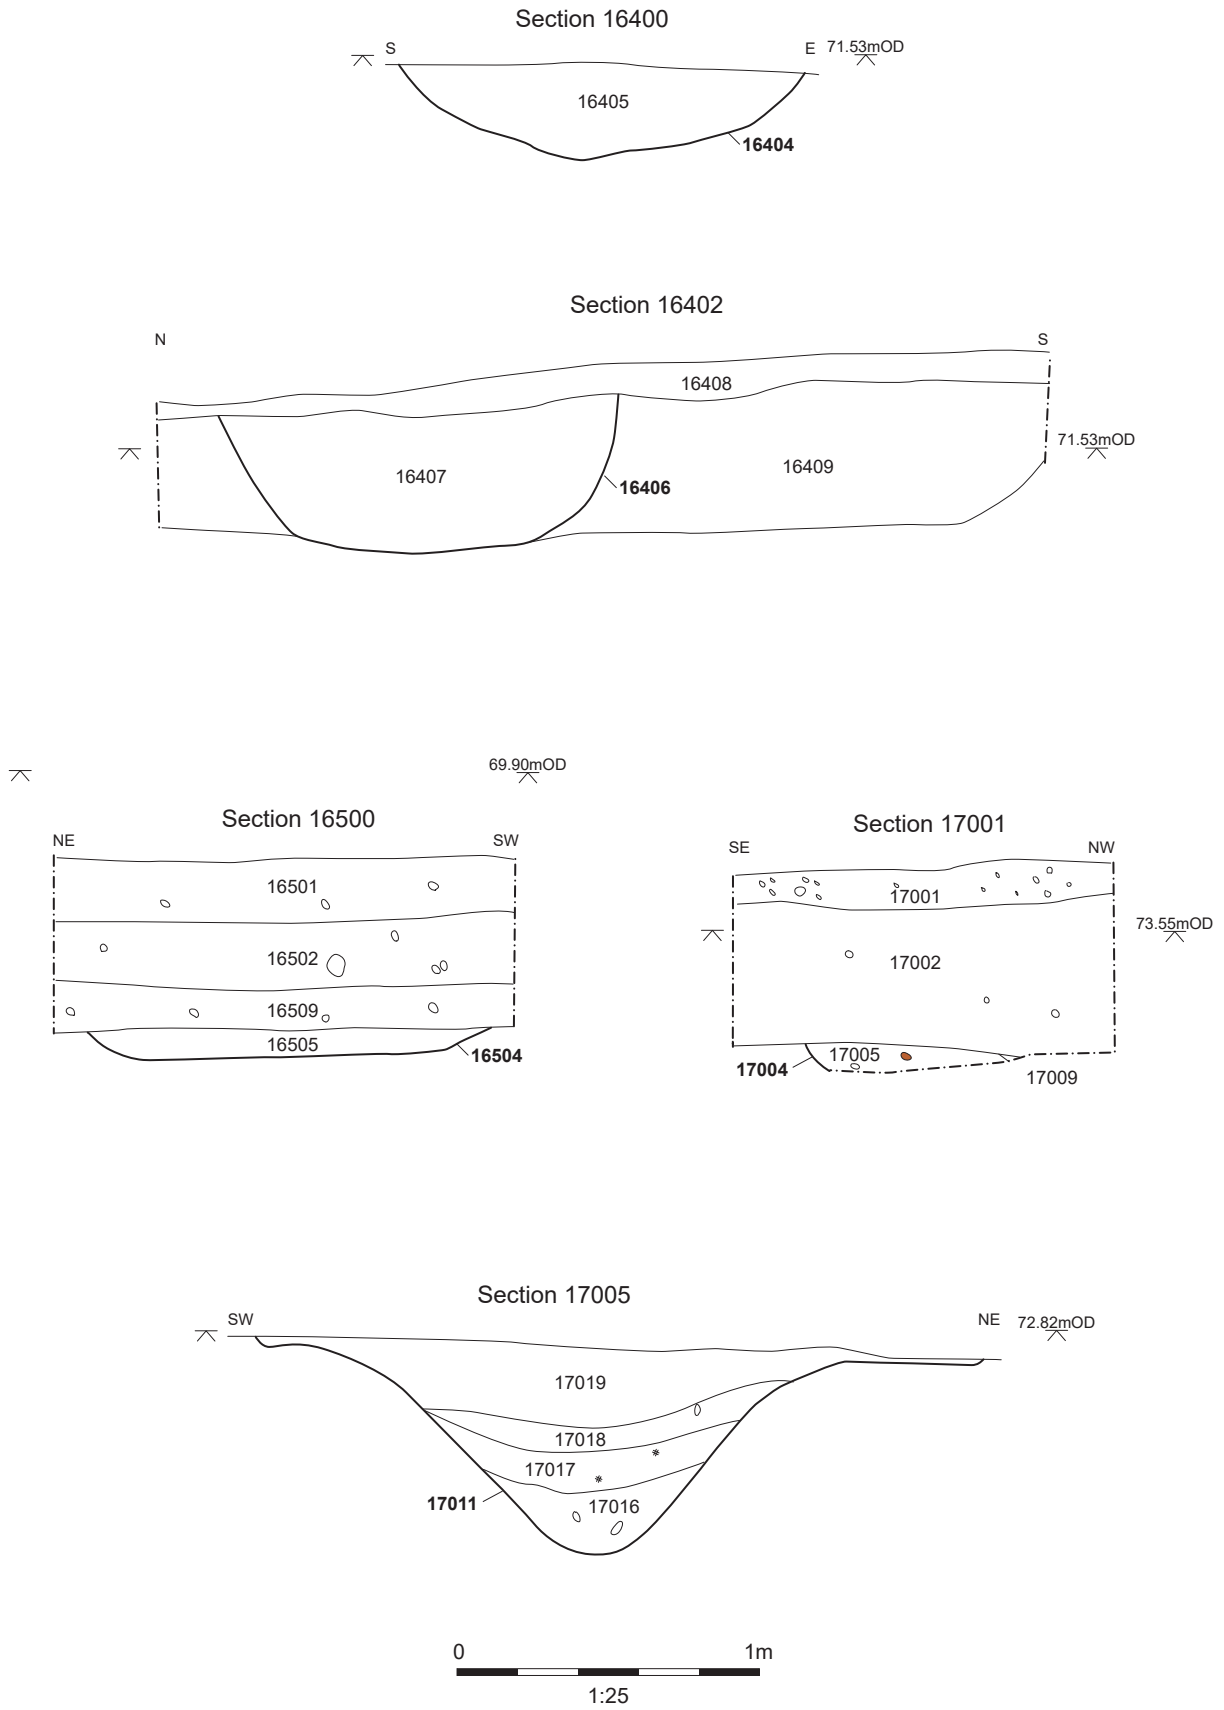 Section 16400
S
E 71.53mOD
16405
16404
Section 16402
N
S
16408
71.53mOD
16407
16409
16406
69.90mOD
Section 16500
NE
SW
16501
16502
16509
16505
16504
Section 17001
SE
NW
17001
73.55mOD
17002
17005
17004
17009
Section 17005
SW
NE 72.82mOD
17019
17018
17017
17011
17016
0 1m
1:25